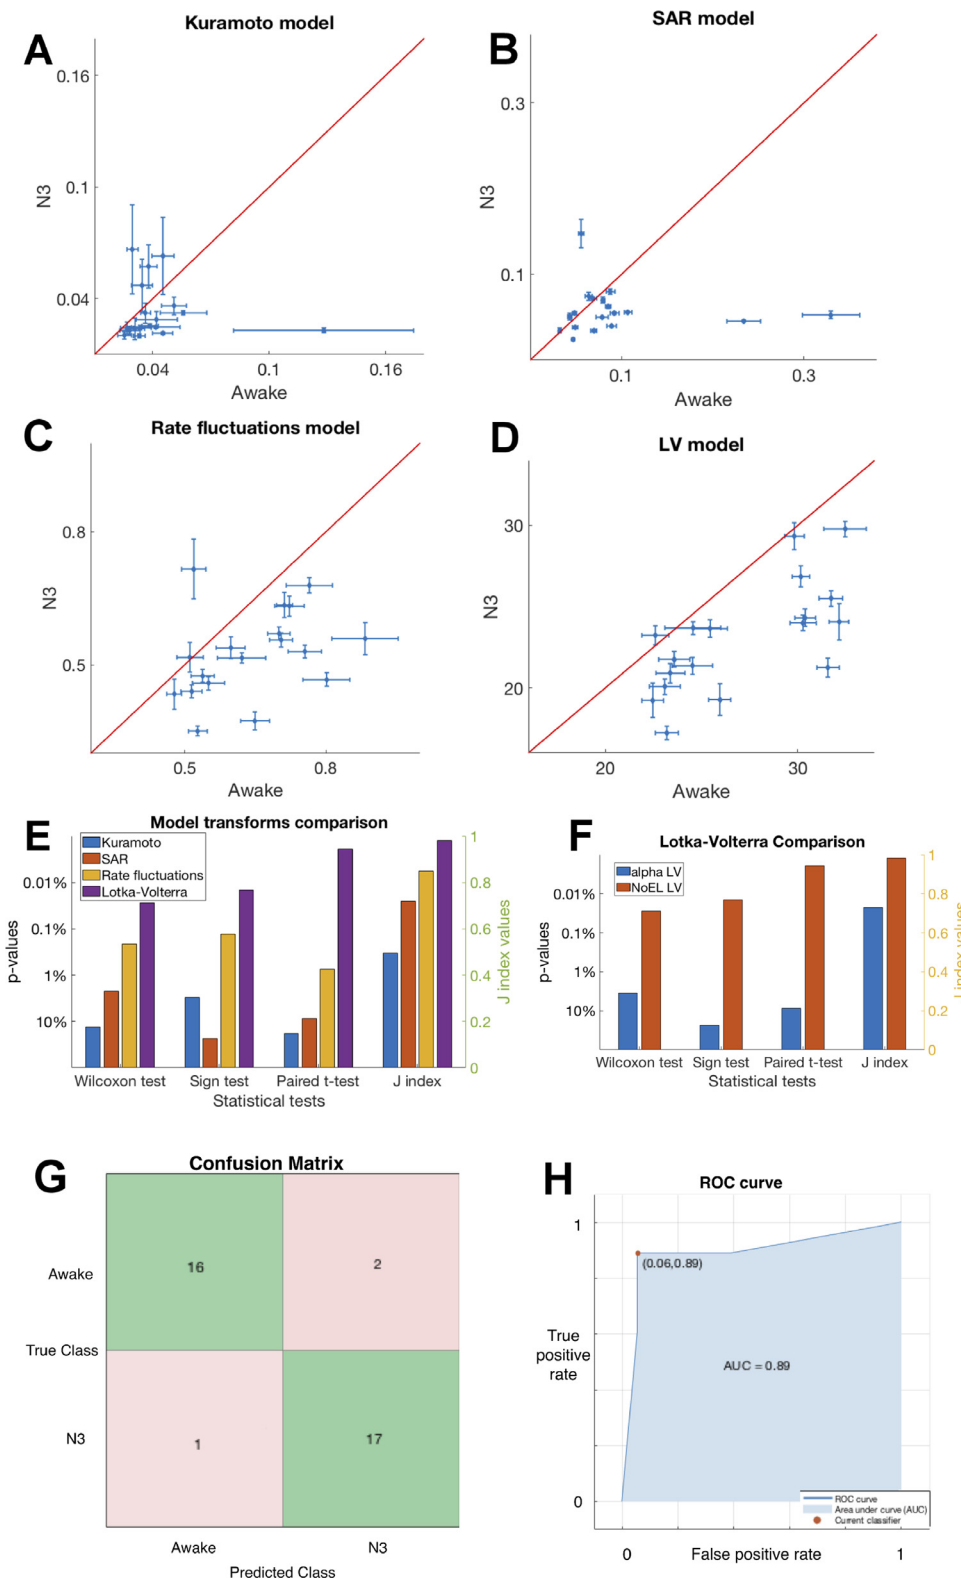 Kuramoto model
A
0.16
0.1
0.04
N3
0.04
0.1
0.16
Awake
SAR model
B
0.3
0.1
N3
0.1
0.3
Awake
Rate fluctuations model
C
0.8
0.5
N3
0.5
0.8
Awake
LV model
D
30
20
N3
20
30
Awake
Model transforms comparison
E
Kuramoto
SAR
Rate fluctuations
Lotka-Volterra
0.01%
0.1%
1%
10%
p-values
1
0.8
0.6
0.4
0.2
0
J index values
Wilcoxon test
Sign test
Paired t-test
J index
Statistical tests
Lotka-Volterra Comparison
F
alpha LV
NoEL LV
0.01%
0.1%
1%
10%
p-values
1
0.8
0.6
0.4
0.2
0
J index values
Wilcoxon test
Sign test
Paired t-test
J index
Statistical tests
G
Confusion Matrix
16
2
1
17
Awake
True Class
N3
Awake
N3
Predicted Class
H
ROC curve
1
0
True
positive
rate
(0.06,0.89)
AUC = 0.89
ROC curve
Area under curve (AUC)
Current classifier
0
False positive rate
1